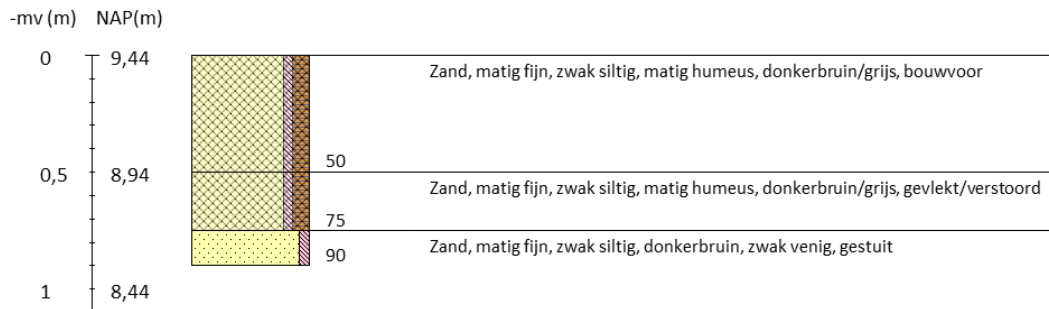 -mv (m) NAP(m)
0 9,44
Zand, matig fijn, zwak siltig, matig humeus, donkerbruin/grijs, bouwvoor
50
0,5 8,94
Zand, matig fijn, zwak siltig, matig humeus, donkerbruin/grijs, gevlekt/verstoord
75
Zand, matig fijn, zwak siltig, donkerbruin, zwak venig, gestuit
90
1 8,44